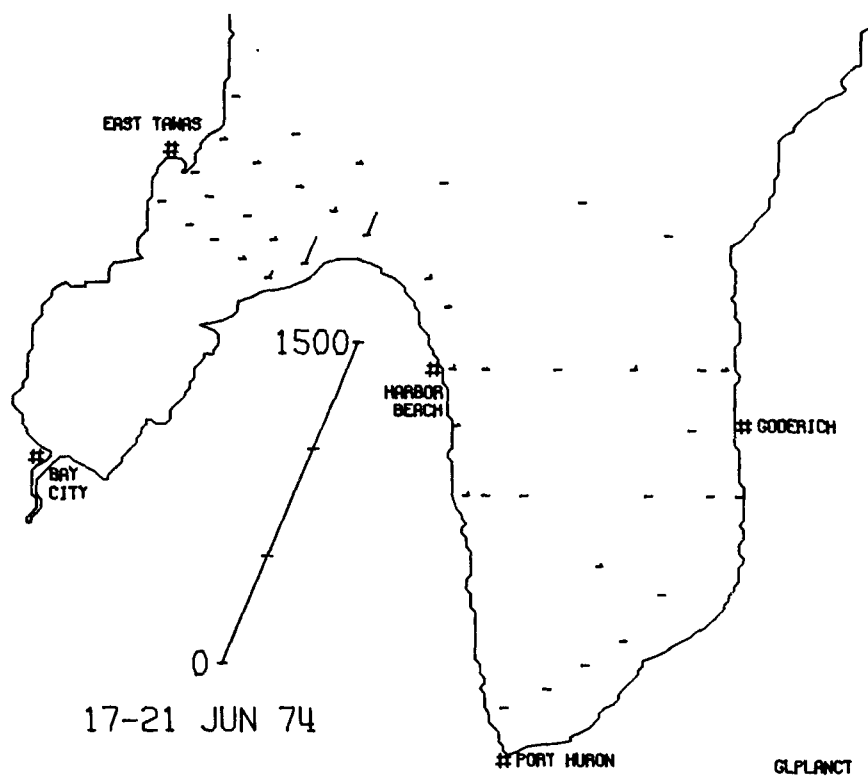 EAST TAWAS
#
1500
#
HARBOR
BEACH
# GODERICH
#
BAY
CITY
0
17-21 JUN 74
# PORT HURON
GLPLANCT